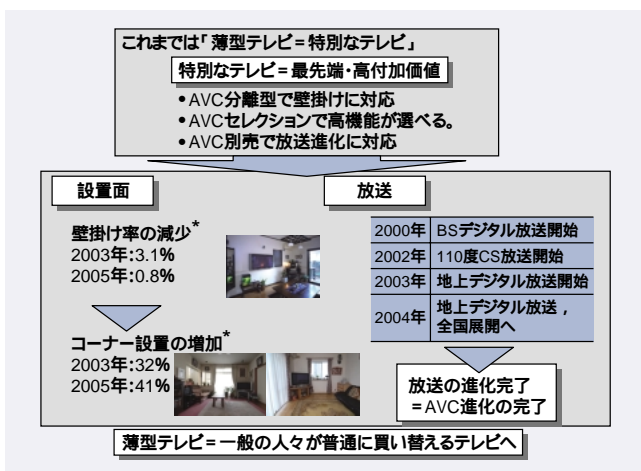 これまでは「薄型テレビ=特別なテレビ」
特別なテレビ=最先端・高付加価値
•AVC分離型で壁掛けに対応
•AVCセレクションで高機能が選べる。
•AVC別売で放送進化に対応
設置面
壁掛け率の減少*
2003年:3.1%
2005年:0.8%
コーナー設置の増加*
2003年:32%
2005年:41%
放送
2000年 BSデジタル放送開始
2002年 110度CS放送開始
2003年 地上デジタル放送開始
2004年 地上デジタル放送，
全国展開へ
放送の進化完了
=AVC進化の完了
薄型テレビ=一般の人々が普通に買い替えるテレビへ